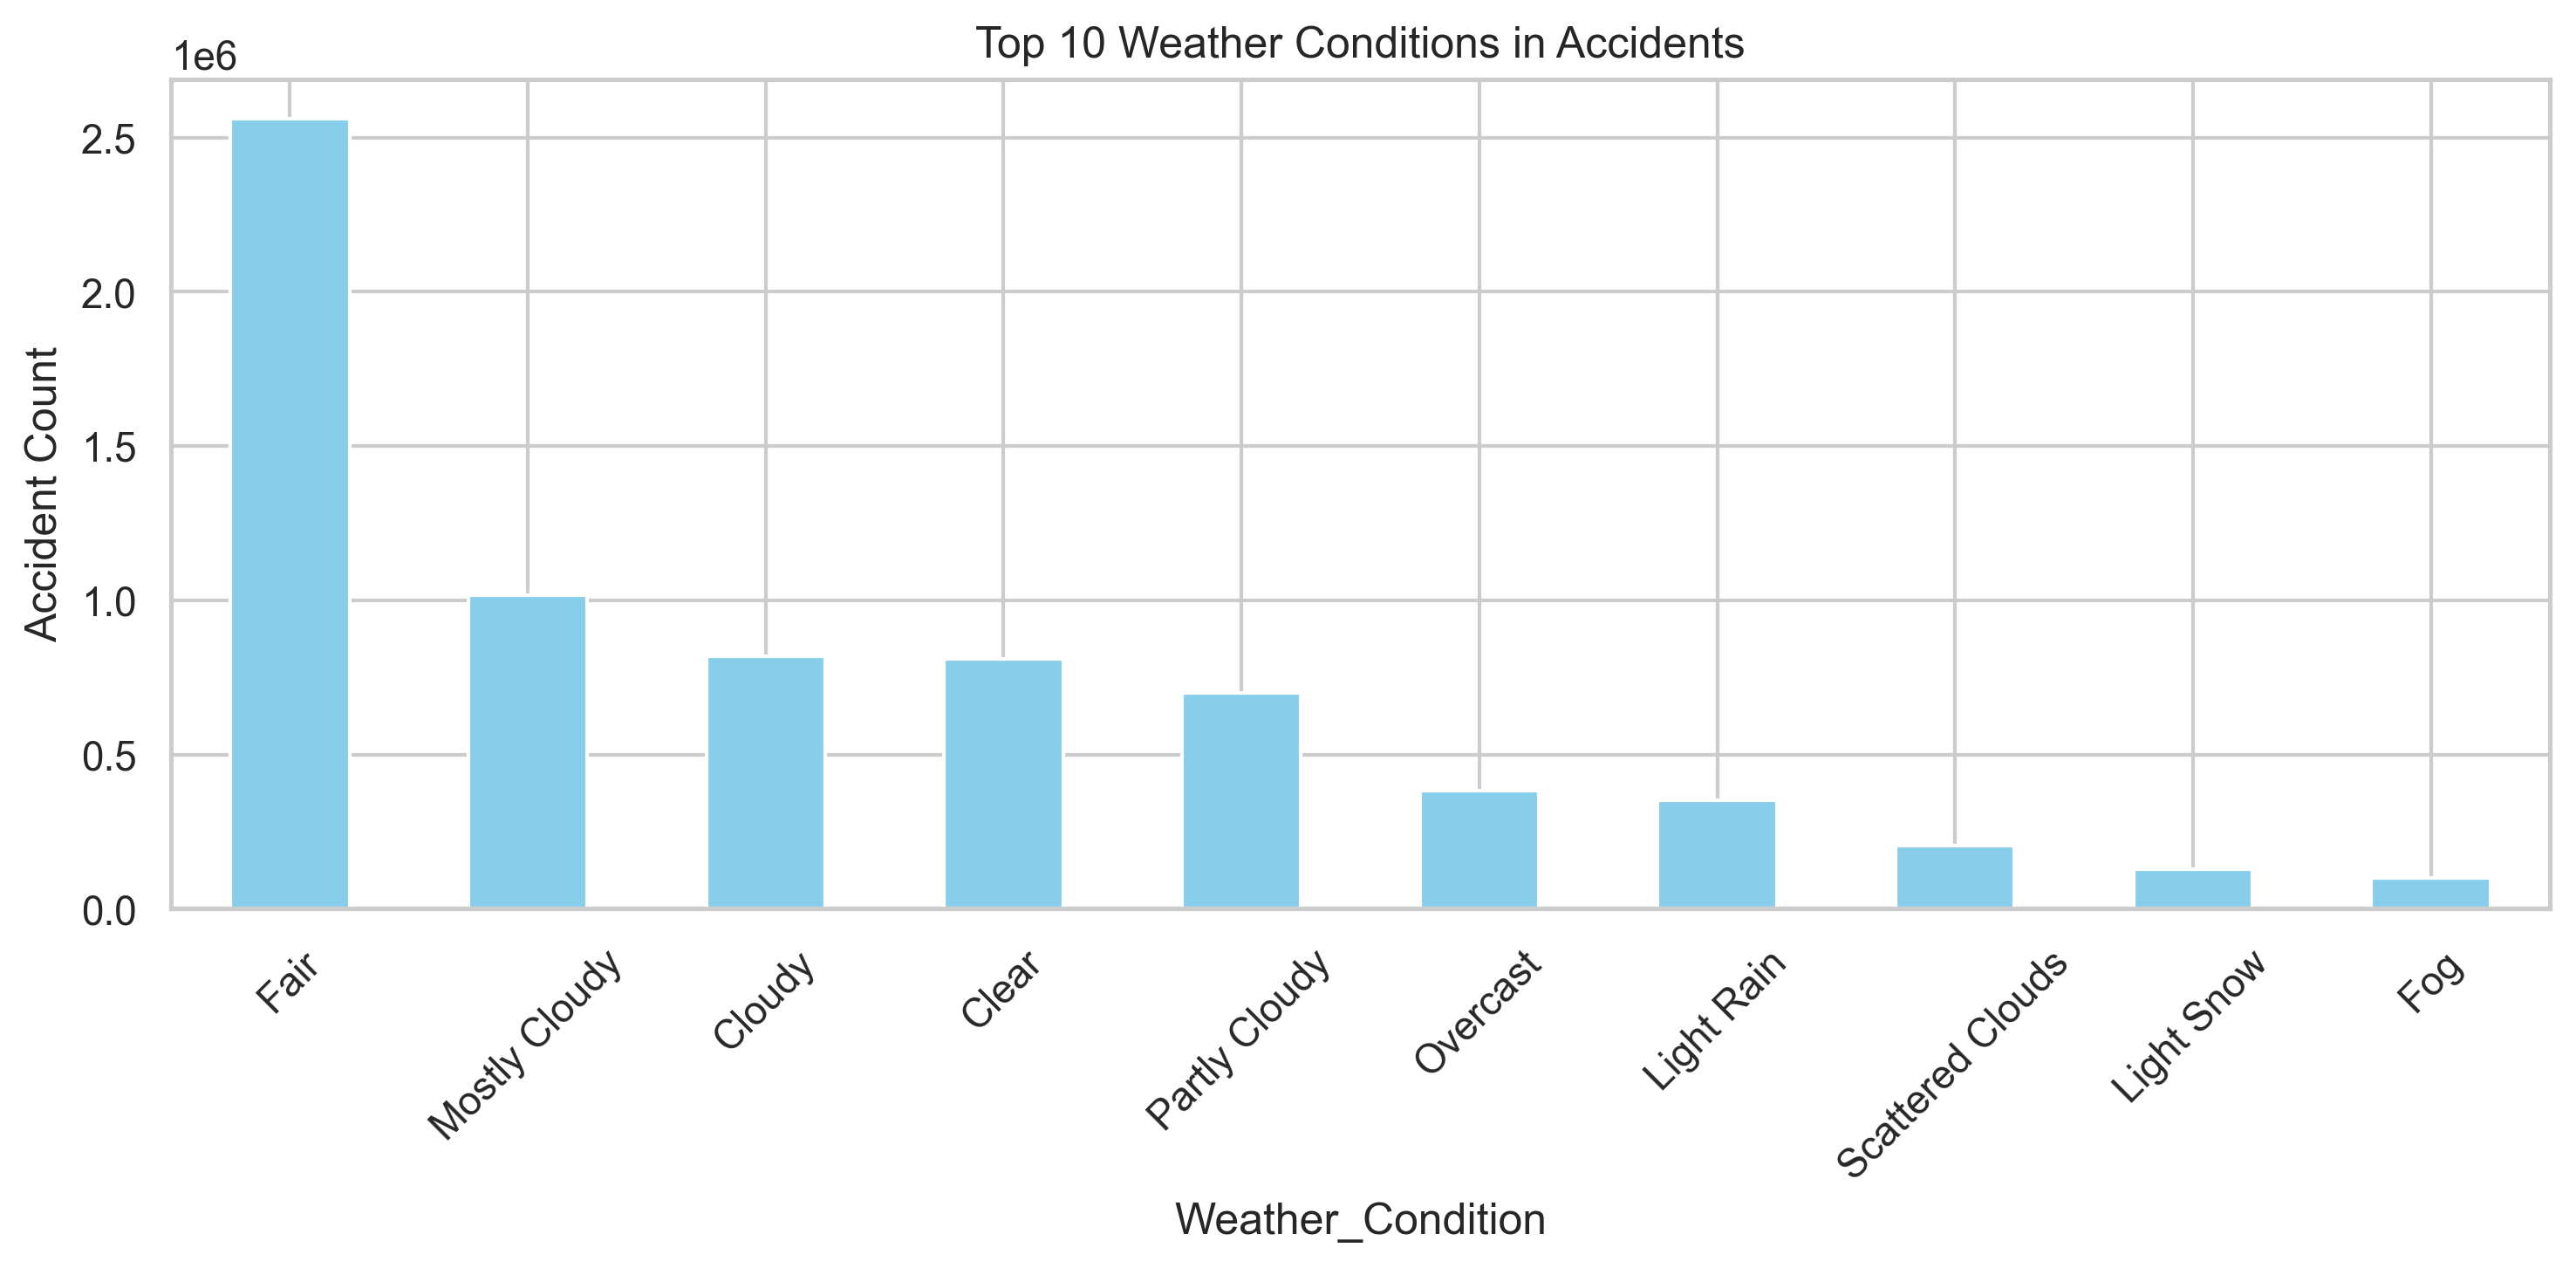 Top 10 Weather Conditions in Accidents
1e6
2.5
2.0
1.5
1.0
0.5
0.0
Accident Count
Fair
Mostly Cloudy
Cloudy
Clear
Partly Cloudy
Overcast
Light Rain
Scattered Clouds
Light Snow
Fog
Weather_Condition